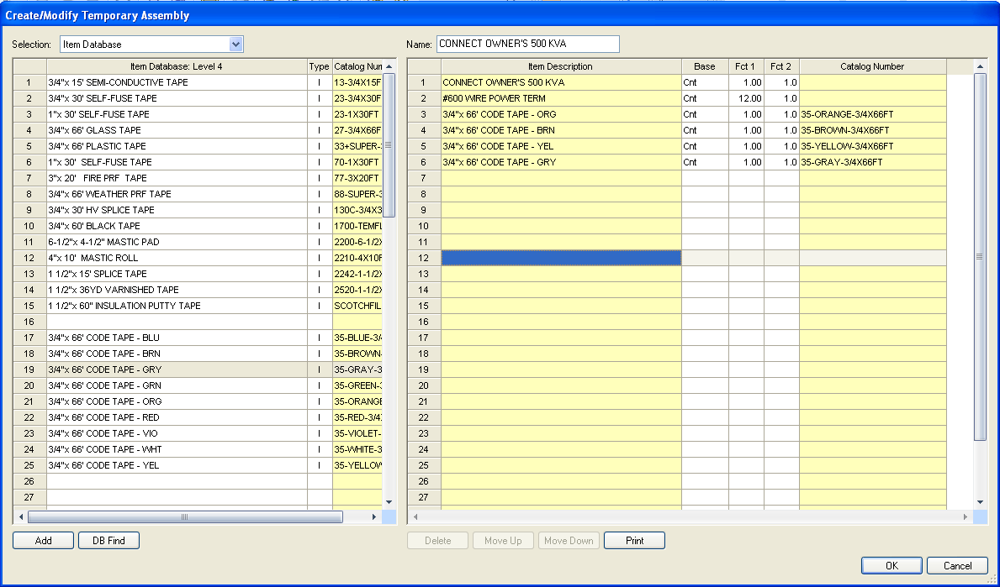 Create/Modify Temporary Assembly
Selection: Item Database
Name: CONNECT OWNER'S 500 KVA
Item Database: Level 4 Type Catalog Num
1 3/4"x 15' SEMI-CONDUCTIVE TAPE I 13-3/4X15F
2 3/4"x 30' SELF-FUSE TAPE I 23-3/4X30F
3 1"x 30' SELF-FUSE TAPE I 23-1X30FT
4 3/4"x 66' GLASS TAPE I 27-3/4X66F
5 3/4"x 66' PLASTIC TAPE I 33+SUPER-
6 1"x 30' SELF-FUSE TAPE I 70-1X30FT
7 3"x 20' FIRE PRF TAPE I 77-3X20FT
8 3/4"x 66' WEATHER PRF TAPE I 88-SUPER-3
9 3/4"x 30' HV SPLICE TAPE I 130C-3/4X3
10 3/4"x 60' BLACK TAPE I 1700-TEMFL
11 6-1/2"x 4-1/2" MASTIC PAD I 2200-6-1/2X
12 4"x 10' MASTIC ROLL I 2210-4X10F
13 1 1/2"x 15' SPLICE TAPE I 2242-1-1/2X
14 1 1/2"x 36YD VARNISHED TAPE I 2520-1-1/2X
15 1 1/2"x 60" INSULATION PUTTY TAPE I SCOTCHFIL
16
17 3/4"x 66' CODE TAPE - BLU I 35-BLUE-3/4
18 3/4"x 66' CODE TAPE - BRN I 35-BROWN-
19 3/4"x 66' CODE TAPE - GRY I 35-GRAY-3
20 3/4"x 66' CODE TAPE - GRN I 35-GREEN-3
21 3/4"x 66' CODE TAPE - ORG I 35-ORANGE
22 3/4"x 66' CODE TAPE - RED I 35-RED-3/4
23 3/4"x 66' CODE TAPE - VIO I 35-VIOLET-
24 3/4"x 66' CODE TAPE - WHT I 35-WHITE-3
25 3/4"x 66' CODE TAPE - YEL I 35-YELLOW
26
27
Add DB Find
Item Description Base Fct 1 Fct 2 Catalog Number
1 CONNECT OWNER'S 500 KVA Cnt 1.00 1.0
2 #600 WIRE POWER TERM Cnt 12.00 1.0
3 3/4"x 66' CODE TAPE - ORG Cnt 1.00 1.0 35-ORANGE-3/4X66FT
4 3/4"x 66' CODE TAPE - BRN Cnt 1.00 1.0 35-BROWN-3/4X66FT
5 3/4"x 66' CODE TAPE - YEL Cnt 1.00 1.0 35-YELLOW-3/4X66FT
6 3/4"x 66' CODE TAPE - GRY Cnt 1.00 1.0 35-GRAY-3/4X66FT
7
8
9
10
11
12
13
14
15
16
17
18
19
20
21
22
23
24
25
26
27
Delete Move Up Move Down Print
OK Cancel